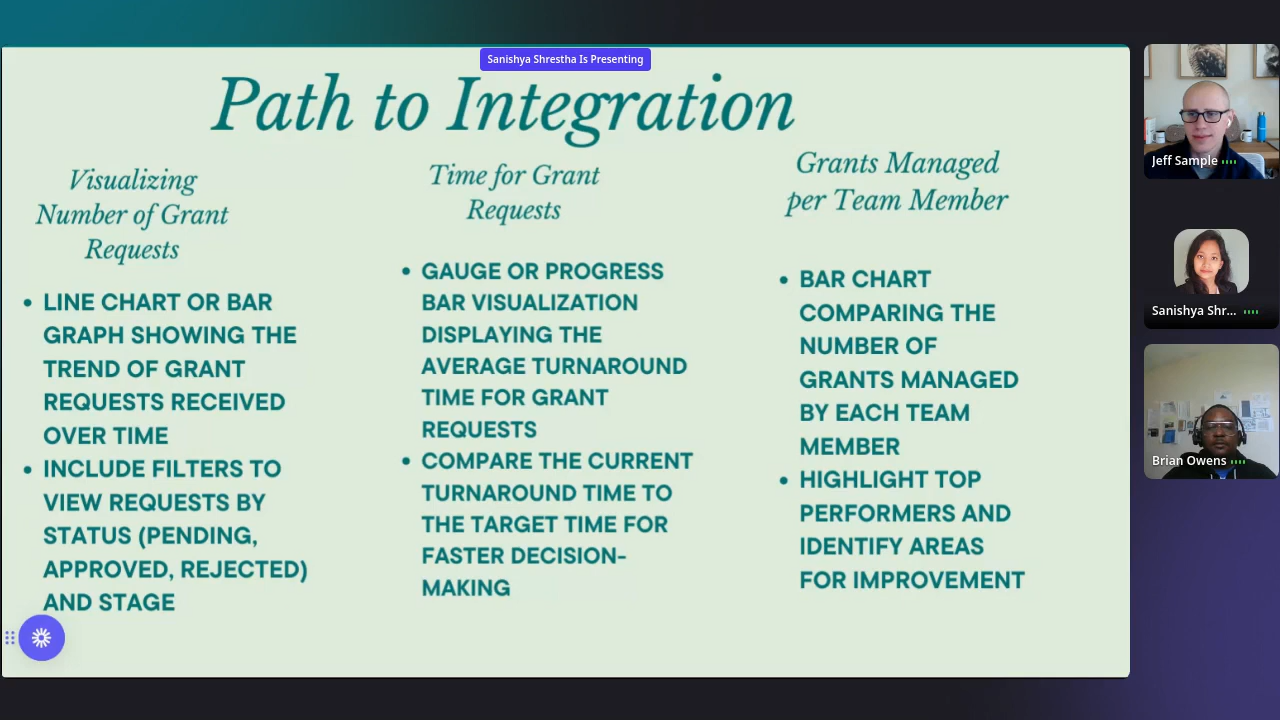 Sanishya Shrestha Is Presenting
Path to Integration
Visualizing
Number of Grant
Requests
LINE CHART OR BAR
GRAPH SHOWING THE
TREND OF GRANT
REQUESTS RECEIVED
OVER TIME
INCLUDE FILTERS TO
VIEW REQUESTS BY
STATUS (PENDING,
APPROVED, REJECTED)
AND STAGE
Time for Grant
Requests
GAUGE OR PROGRESS
BAR VISUALIZATION
DISPLAYING THE
AVERAGE TURNAROUND
TIME FOR GRANT
REQUESTS
COMPARE THE CURRENT
TURNAROUND TIME TO
THE TARGET TIME FOR
FASTER DECISION-
MAKING
Grants Managed
per Team Member
BAR CHART
COMPARING THE
NUMBER OF
GRANTS MANAGED
BY EACH TEAM
MEMBER
HIGHLIGHT TOP
PERFORMERS AND
IDENTIFY AREAS
FOR IMPROVEMENT
Jeff Sample
Sanishya Shr...
Brian Owens